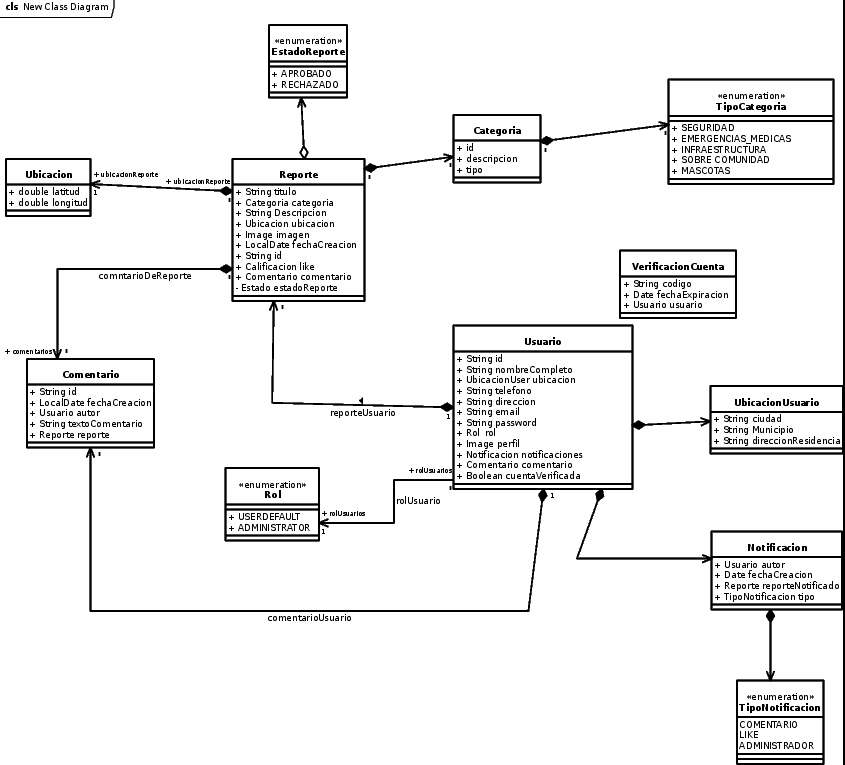 cls New Class Diagram
«enumeration»
EstadoReporte
+ APROBADO
+ RECHAZADO
Categoria
+ id
+ descripcion
+ tipo
«enumeration»
TipoCategoria
+ SEGURIDAD
+ EMERGENCIAS_MEDICAS
+ INFRAESTRUCTURA
+ SOBRE COMUNIDAD
+ MASCOTAS
Ubicacion
+ double latitud
+ double longitud
+ ubicacionReporte
1
+ ubicacionReporte
Reporte
+ String titulo
+ Categoria categoria
+ String Descripcion
+ Ubicacion ubicacion
+ Image imagen
+ LocalDate fechaCreacion
+ String id
+ Calificacion like
+ Comentario comentario
- Estado estadoReporte
comntarioDeReporte
VerificacionCuenta
+ String codigo
+ Date fechaExpiracion
+ Usuario usuario
+ comentarios
*
Comentario
+ String id
+ LocalDate fechaCreacion
+ Usuario autor
+ String textoComentario
+ Reporte reporte
Usuario
+ String id
+ String nombreCompleto
+ UbicacionUser ubicacion
+ String telefono
+ String direccion
+ String email
+ String password
+ Rol rol
+ Image perfil
+ Notificacion notificaciones
+ Comentario comentario
+ Boolean cuentaVerificada
reporteUsuario
1
UbicacionUsuario
+ String ciudad
+ String Municipio
+ String direccionResidencia
«enumeration»
Rol
+ USERDEFAULT
+ ADMINISTRATOR
+ rolUsuarios
rolUsuario
+ rolUsuarios
1
1
comentarioUsuario
Notificacion
+ Usuario autor
+ Date fechaCreacion
+ Reporte reporteNotificado
+ TipoNotificacion tipo
«enumeration»
TipoNotificacion
COMENTARIO
LIKE
ADMINISTRADOR